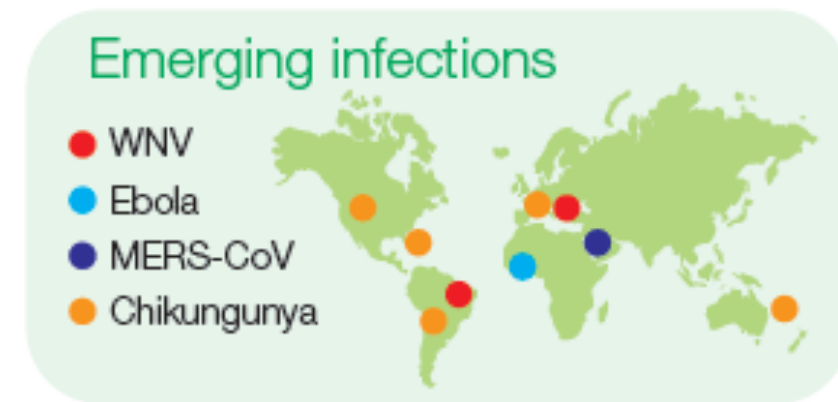 Emerging infections
WNV
Ebola
MERS-CoV
Chikungunya